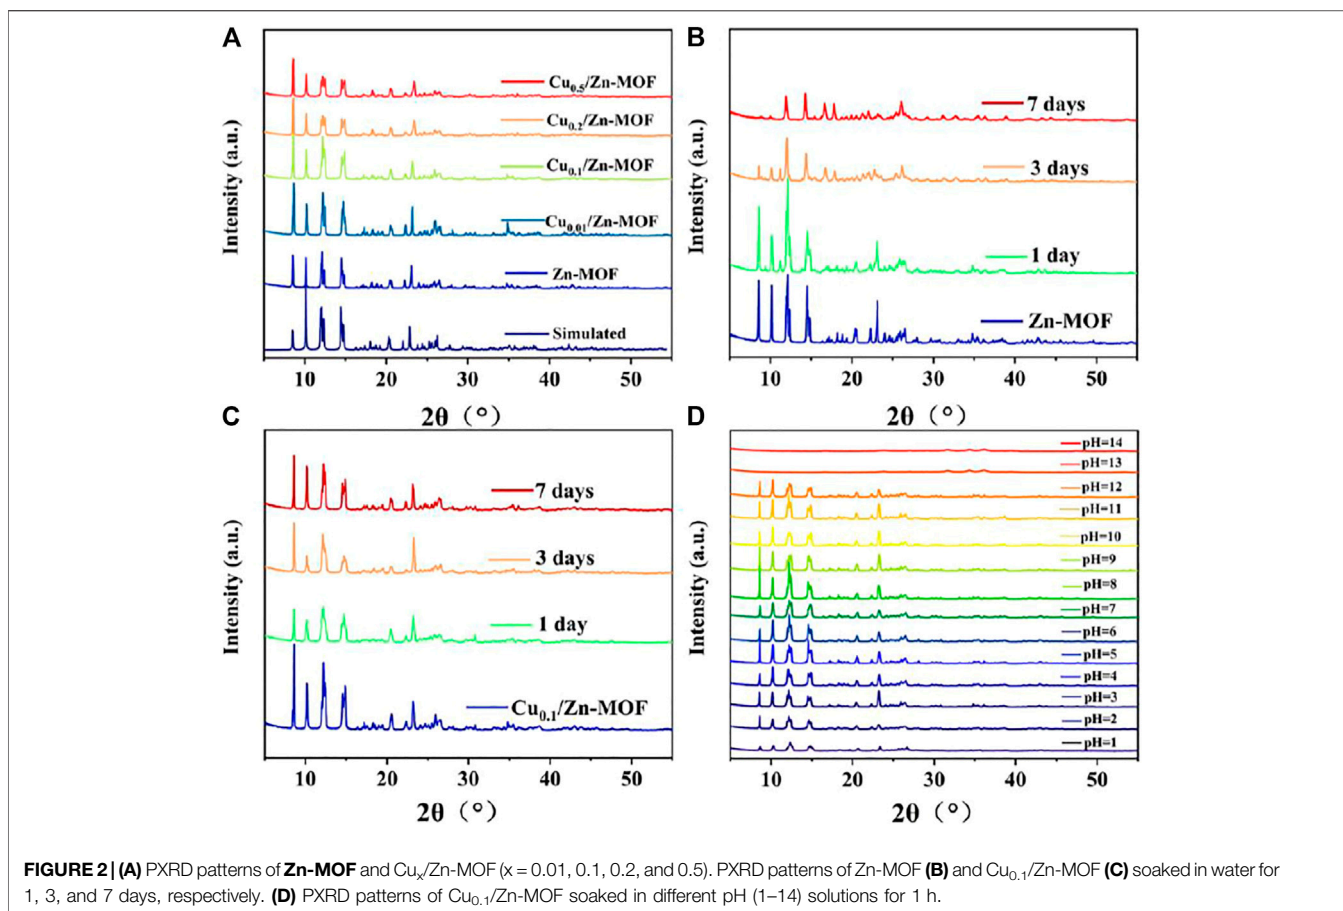 A
Intensity (a.u.)
Cu0.5/Zn-MOF
Cu0.2/Zn-MOF
Cu0.1/Zn-MOF
Cu0.01/Zn-MOF
Zn-MOF
Simulated
10 20 30 40 50
2θ (°)
B
Intensity (a.u.)
7 days
3 days
1 day
Zn-MOF
10 20 30 40 50
2θ (°)
C
Intensity (a.u.)
7 days
3 days
1 day
Cu0.1/Zn-MOF
10 20 30 40 50
2θ (°)
D
Intensity (a.u.)
pH=14
pH=13
pH=12
pH=11
pH=10
pH=9
pH=8
pH=7
pH=6
pH=5
pH=4
pH=3
pH=2
pH=1
10 20 30 40 50
2θ (°)
FIGURE 2 | (A) PXRD patterns of Zn-MOF and Cux/Zn-MOF (x = 0.01, 0.1, 0.2, and 0.5). PXRD patterns of Zn-MOF (B) and Cu0.1/Zn-MOF (C) soaked in water for
1, 3, and 7 days, respectively. (D) PXRD patterns of Cu0.1/Zn-MOF soaked in different pH (1–14) solutions for 1 h.